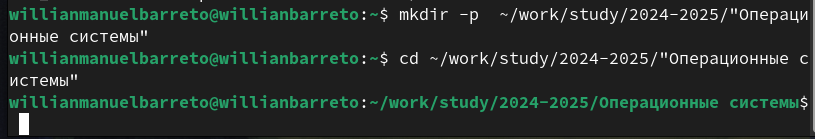 willianmanuelbarreto@willianbarreto:~$ mkdir -p  ~/work/study/2024-2025/"Операци
онные системы"
willianmanuelbarreto@willianbarreto:~$ cd ~/work/study/2024-2025/"Операционные с
истемы"
willianmanuelbarreto@willianbarreto:~/work/study/2024-2025/Операционные системы$